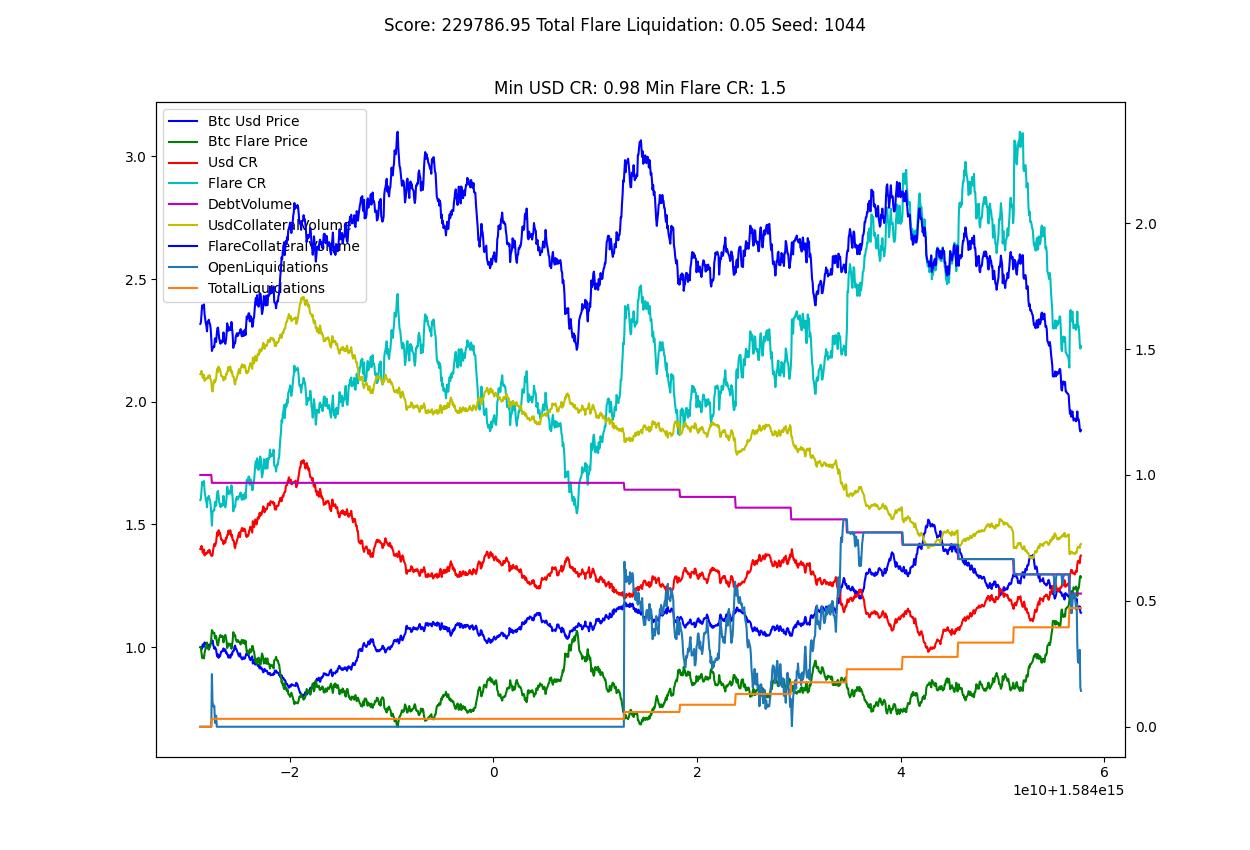 Score: 229786.95 Total Flare Liquidation: 0.05 Seed: 1044
Min USD CR: 0.98 Min Flare CR: 1.5
Btc Usd Price
Btc Flare Price
Usd CR
Flare CR
DebtVolume
UsdCollateralVolume
FlareCollateralVolume
OpenLiquidations
TotalLiquidations
3.0
2.5
2.0
1.5
1.0
2.0
1.5
1.0
0.5
0.0
−2 0 2 4 6
1e10+1.584e15